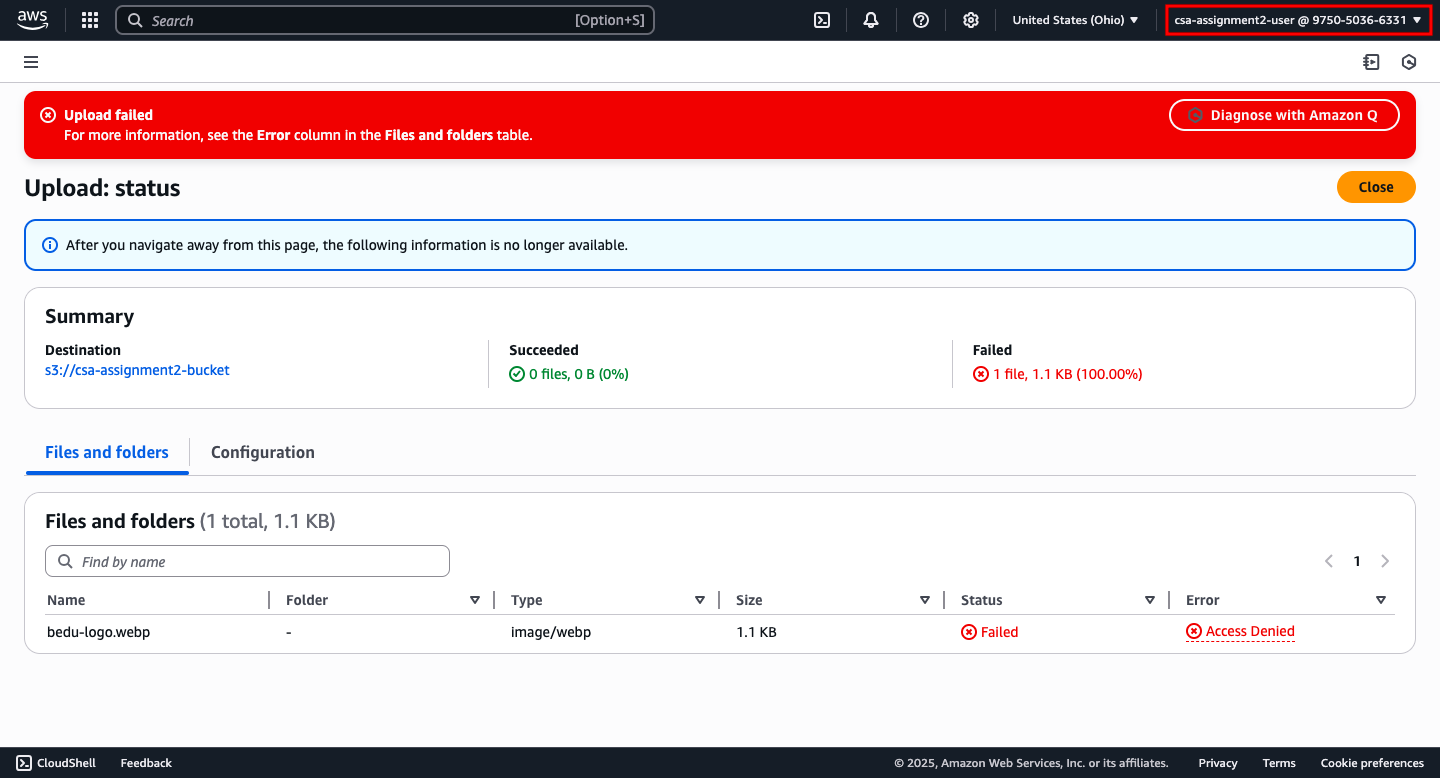 aws
Search
[Option+S]
United States (Ohio)
csa-assignment2-user @ 9750-5036-6331
Upload failed
For more information, see the Error column in the Files and folders table.
Diagnose with Amazon Q
Upload: status
Close
After you navigate away from this page, the following information is no longer available.
Summary
Destination
s3://csa-assignment2-bucket
Succeeded
0 files, 0 B (0%)
Failed
1 file, 1.1 KB (100.00%)
Files and folders
Configuration
Files and folders (1 total, 1.1 KB)
Find by name
1
Name Folder Type Size Status Error
bedu-logo.webp - image/webp 1.1 KB Failed Access Denied
CloudShell Feedback © 2025, Amazon Web Services, Inc. or its affiliates. Privacy Terms Cookie preferences